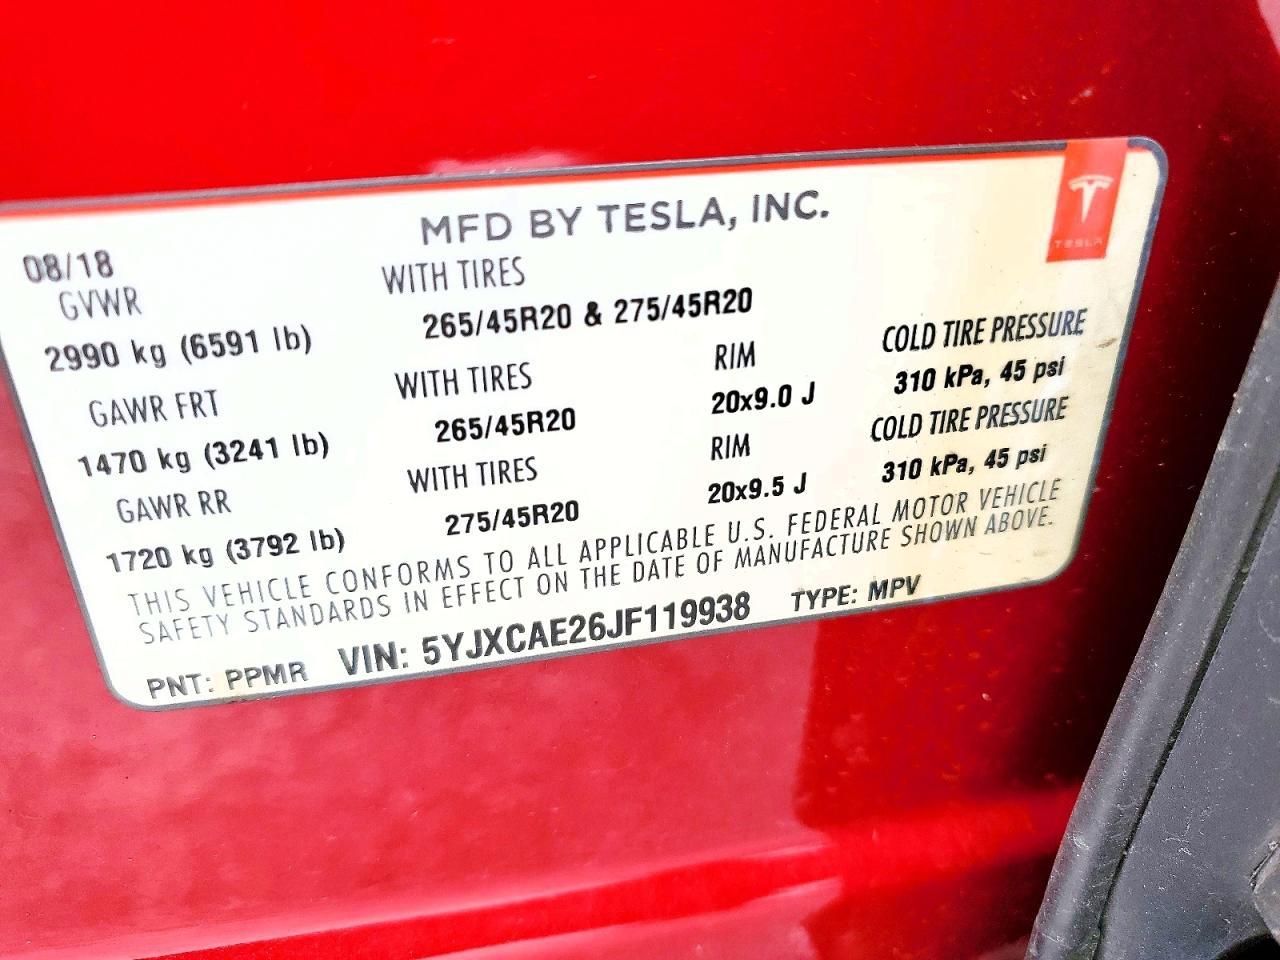 MFD BY TESLA, INC.
TESLA
08/18
GVWR WITH TIRES
2990 kg (6591 lb) 265/45R20 & 275/45R20
GAWR FRT WITH TIRES RIM COLD TIRE PRESSURE
1470 kg (3241 lb) 265/45R20 20x9.0 J 310 kPa, 45 psi
GAWR RR WITH TIRES RIM COLD TIRE PRESSURE
1720 kg (3792 lb) 275/45R20 20x9.5 J 310 kPa, 45 psi
THIS VEHICLE CONFORMS TO ALL APPLICABLE U.S. FEDERAL MOTOR VEHICLE
SAFETY STANDARDS IN EFFECT ON THE DATE OF MANUFACTURE SHOWN ABOVE.
PNT: PPMR VIN: 5YJXCAE26JF119938 TYPE: MPV